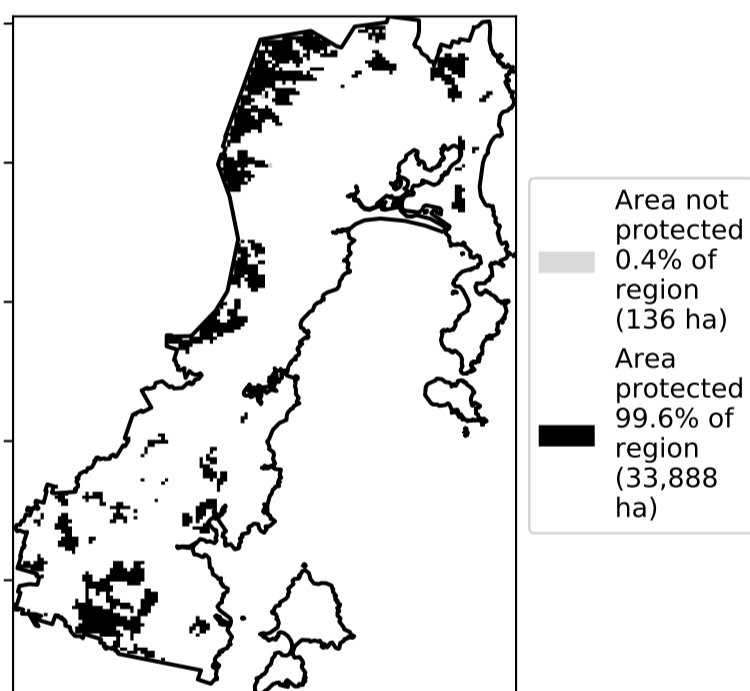 Area not
protected
0.4% of
region
(136 ha)
Area
protected
99.6% of
region
(33,888
ha)